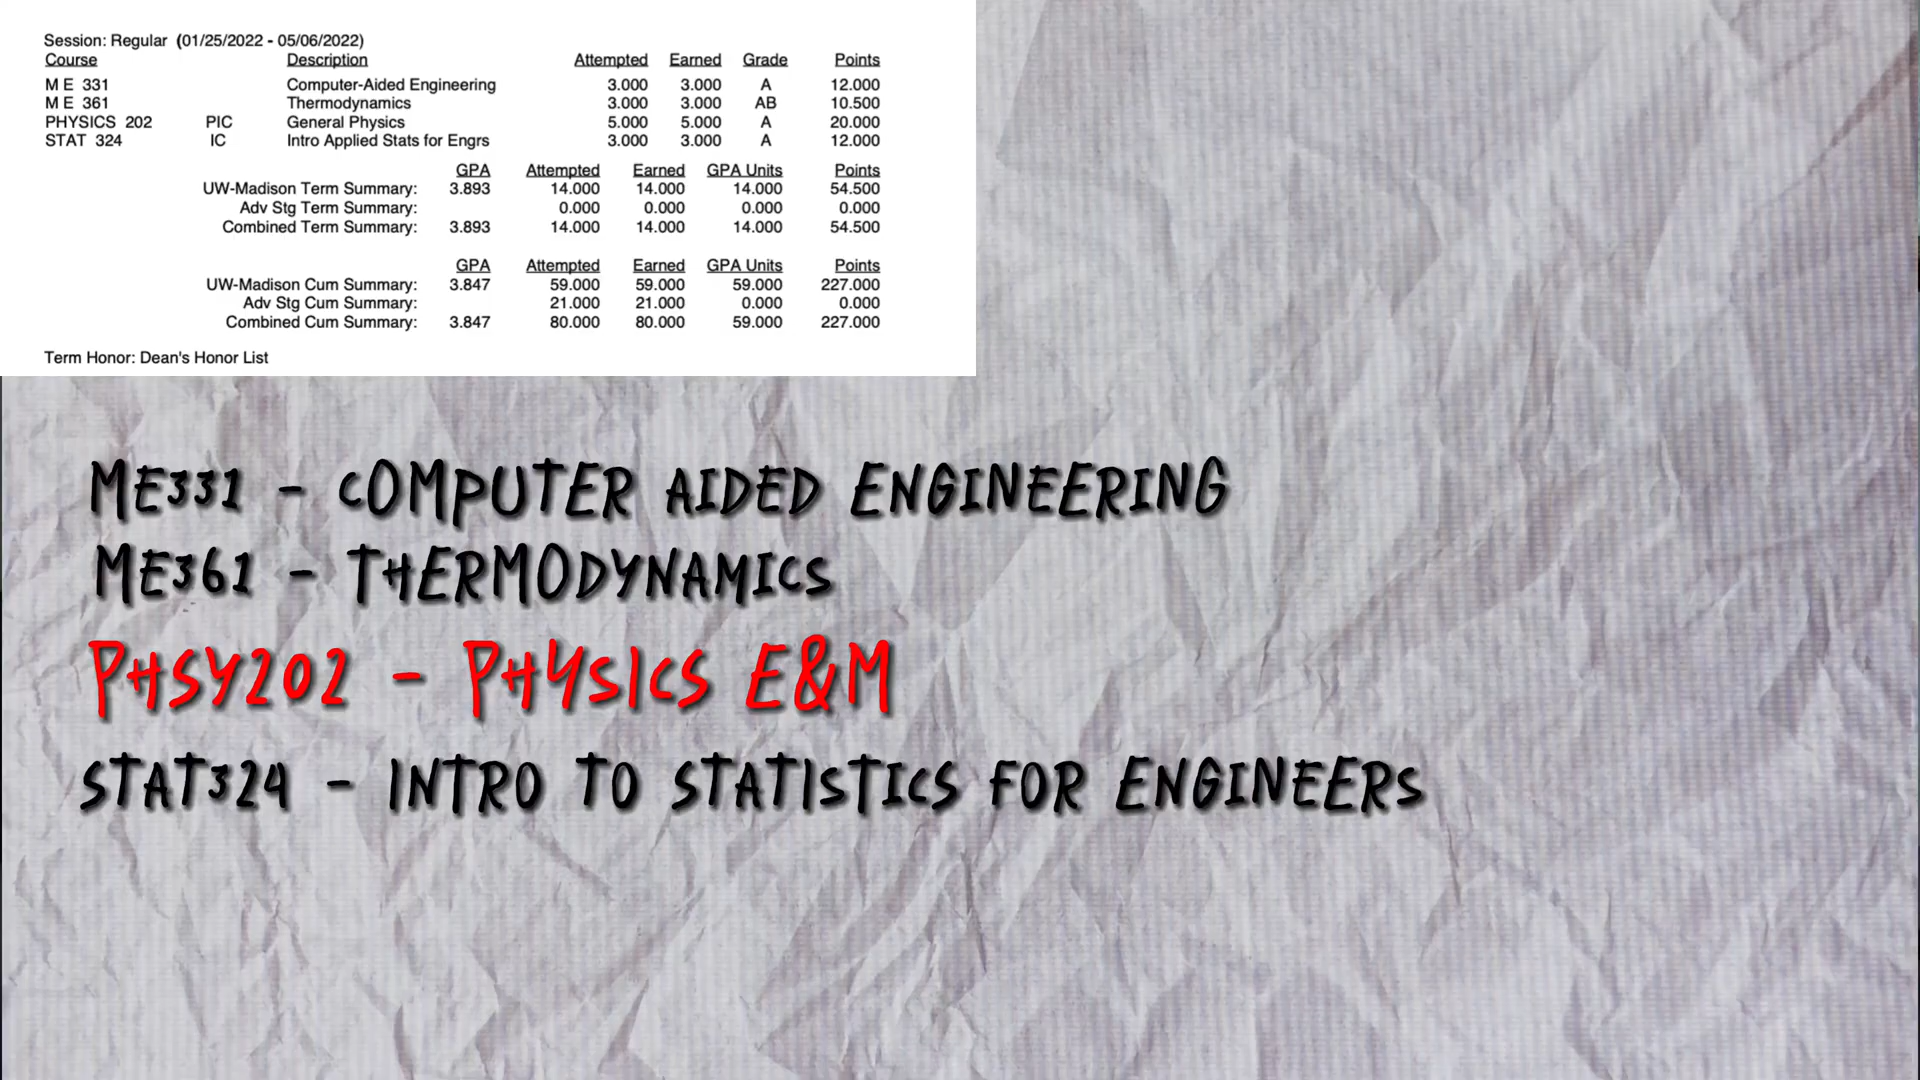 Session: Regular (01/25/2022 - 05/06/2022)
Course Description Attempted Earned Grade Points
M E 331 Computer-Aided Engineering 3.000 3.000 A 12.000
M E 361 Thermodynamics 3.000 3.000 AB 10.500
PHYSICS 202 PIC General Physics 5.000 5.000 A 20.000
STAT 324 IC Intro Applied Stats for Engrs 3.000 3.000 A 12.000
GPA Attempted Earned GPA Units Points
UW-Madison Term Summary: 3.893 14.000 14.000 14.000 54.500
Adv Stg Term Summary: 0.000 0.000 0.000 0.000
Combined Term Summary: 3.893 14.000 14.000 14.000 54.500
GPA Attempted Earned GPA Units Points
UW-Madison Cum Summary: 3.847 59.000 59.000 59.000 227.000
Adv Stg Cum Summary: 21.000 21.000 0.000 0.000
Combined Cum Summary: 3.847 80.000 80.000 59.000 227.000
Term Honor: Dean's Honor List
ME331 - COMPUTER AIDED ENGINEERING
ME361 - THERMODYNAMICS
PHSY202 - PHYSICS E&M
STAT324 - INTRO TO STATISTICS FOR ENGINEERS